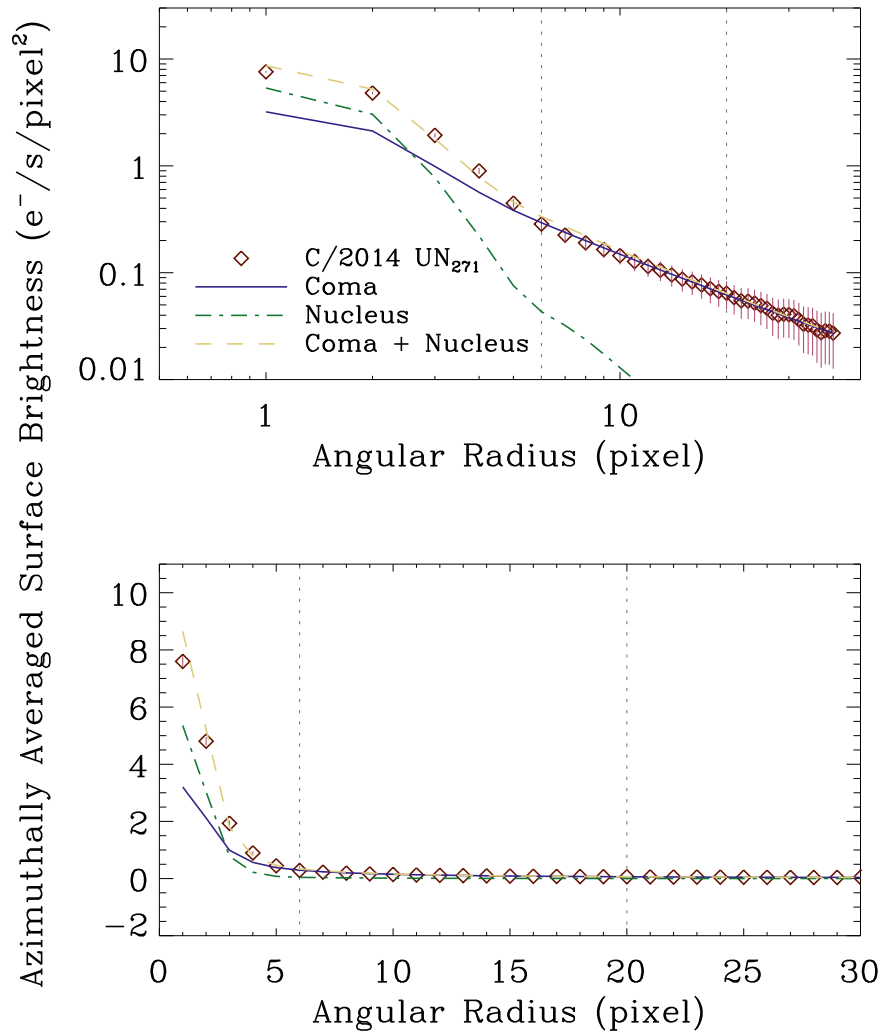 Azimuthally Averaged Surface Brightness (e⁻/s/pixel²)
10
1
0.1
0.01
C/2014 UN₂₇₁
Coma
Nucleus
Coma + Nucleus
1 10
Angular Radius (pixel)
10
8
6
4
2
0
−2
0 5 10 15 20 25 30
Angular Radius (pixel)